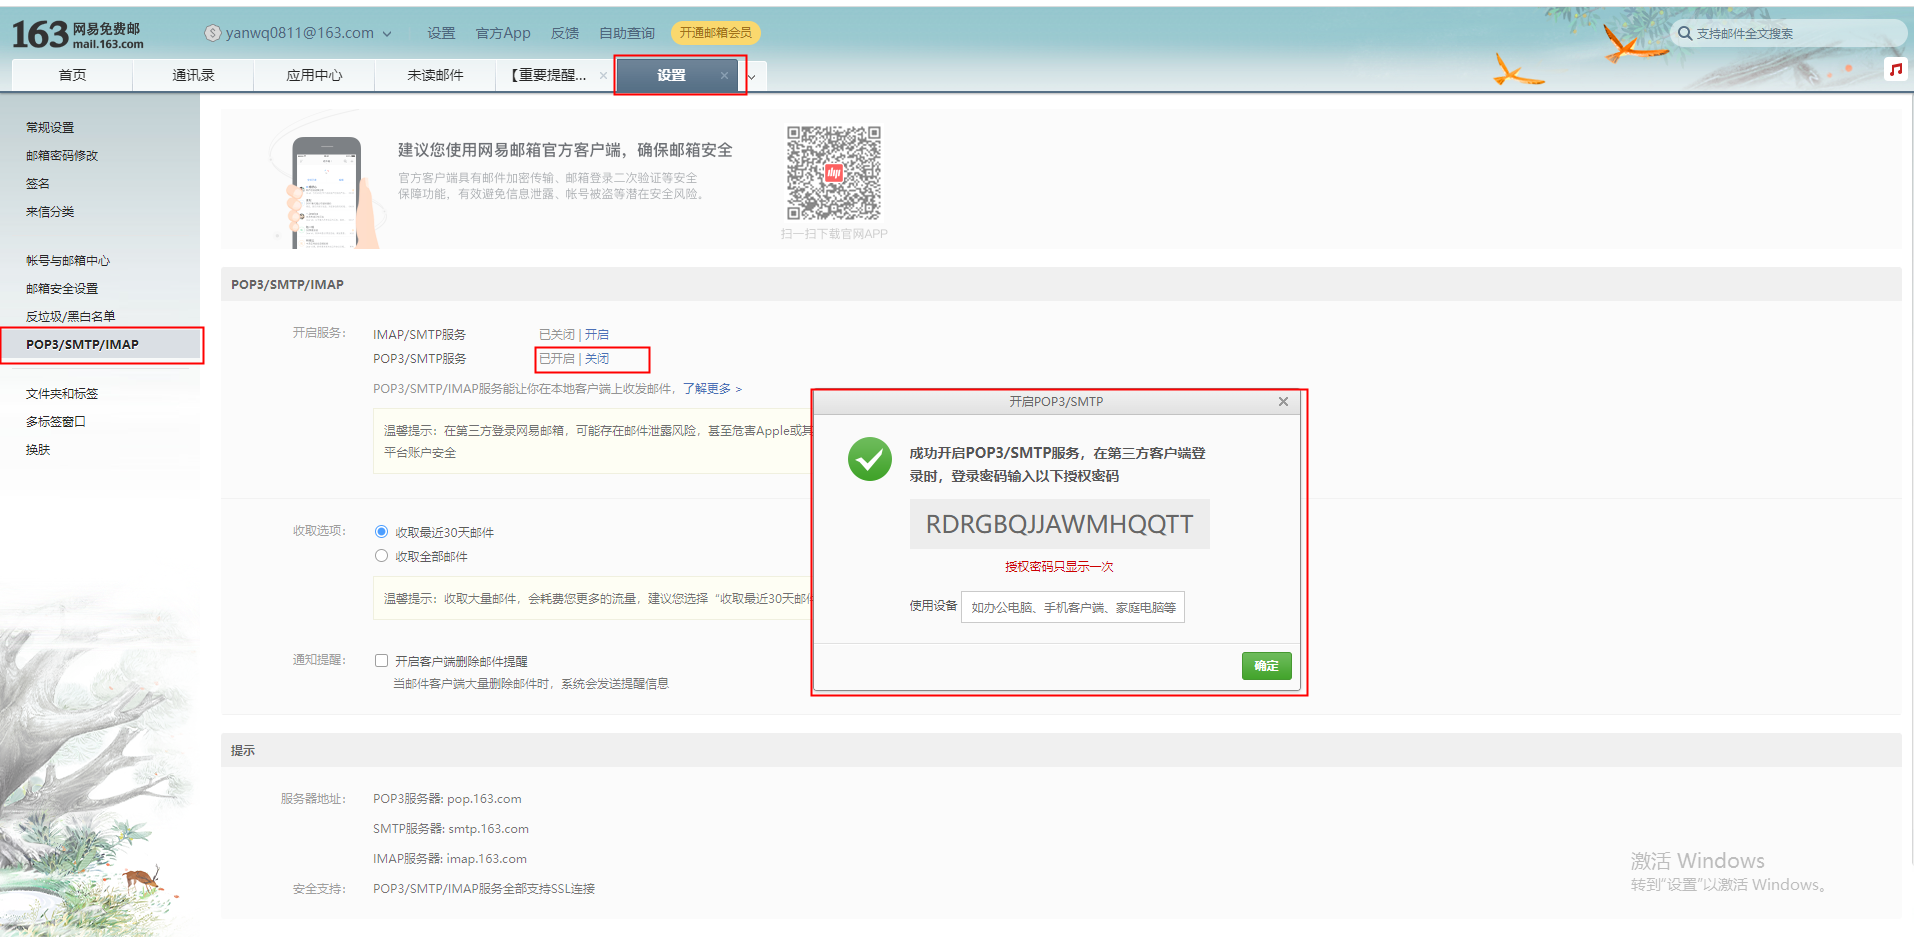 163 网易免费邮
mail.163.com
yanwq0811@163.com
设置 官方App 反馈 自助查询 开通邮箱会员
支持邮件全文搜索
首页 通讯录 应用中心 未读邮件 【重要提醒... × 设置 ×
常规设置
邮箱密码修改
签名
来信分类
帐号与邮箱中心
邮箱安全设置
反垃圾/黑白名单
POP3/SMTP/IMAP
文件夹和标签
多标签窗口
换肤
建议您使用网易邮箱官方客户端，确保邮箱安全
官方客户端具有邮件加密传输、邮箱登录二次验证等安全
保障功能，有效避免信息泄露、帐号被盗等潜在安全风险。
扫一扫下载官网APP
POP3/SMTP/IMAP
开启服务： IMAP/SMTP服务 已关闭 | 开启
POP3/SMTP服务 已开启 | 关闭
POP3/SMTP/IMAP服务能让你在本地客户端上收发邮件，了解更多 >
温馨提示：在第三方登录网易邮箱，可能存在邮件泄露风险，甚至危害Apple或其
平台账户安全
收取选项： 收取最近30天邮件
收取全部邮件
温馨提示：收取大量邮件，会耗费您更多的流量，建议您选择“收取最近30天邮件
通知提醒： 开启客户端删除邮件提醒
当邮件客户端大量删除邮件时，系统会发送提醒信息
开启POP3/SMTP ×
成功开启POP3/SMTP服务，在第三方客户端登
录时，登录密码输入以下授权密码
RDRGBQJJAWMHQQTT
授权密码只显示一次
使用设备 如办公电脑、手机客户端、家庭电脑等
确定
提示
服务器地址： POP3服务器: pop.163.com
SMTP服务器: smtp.163.com
IMAP服务器: imap.163.com
安全支持： POP3/SMTP/IMAP服务全部支持SSL连接
激活 Windows
转到“设置”以激活 Windows。